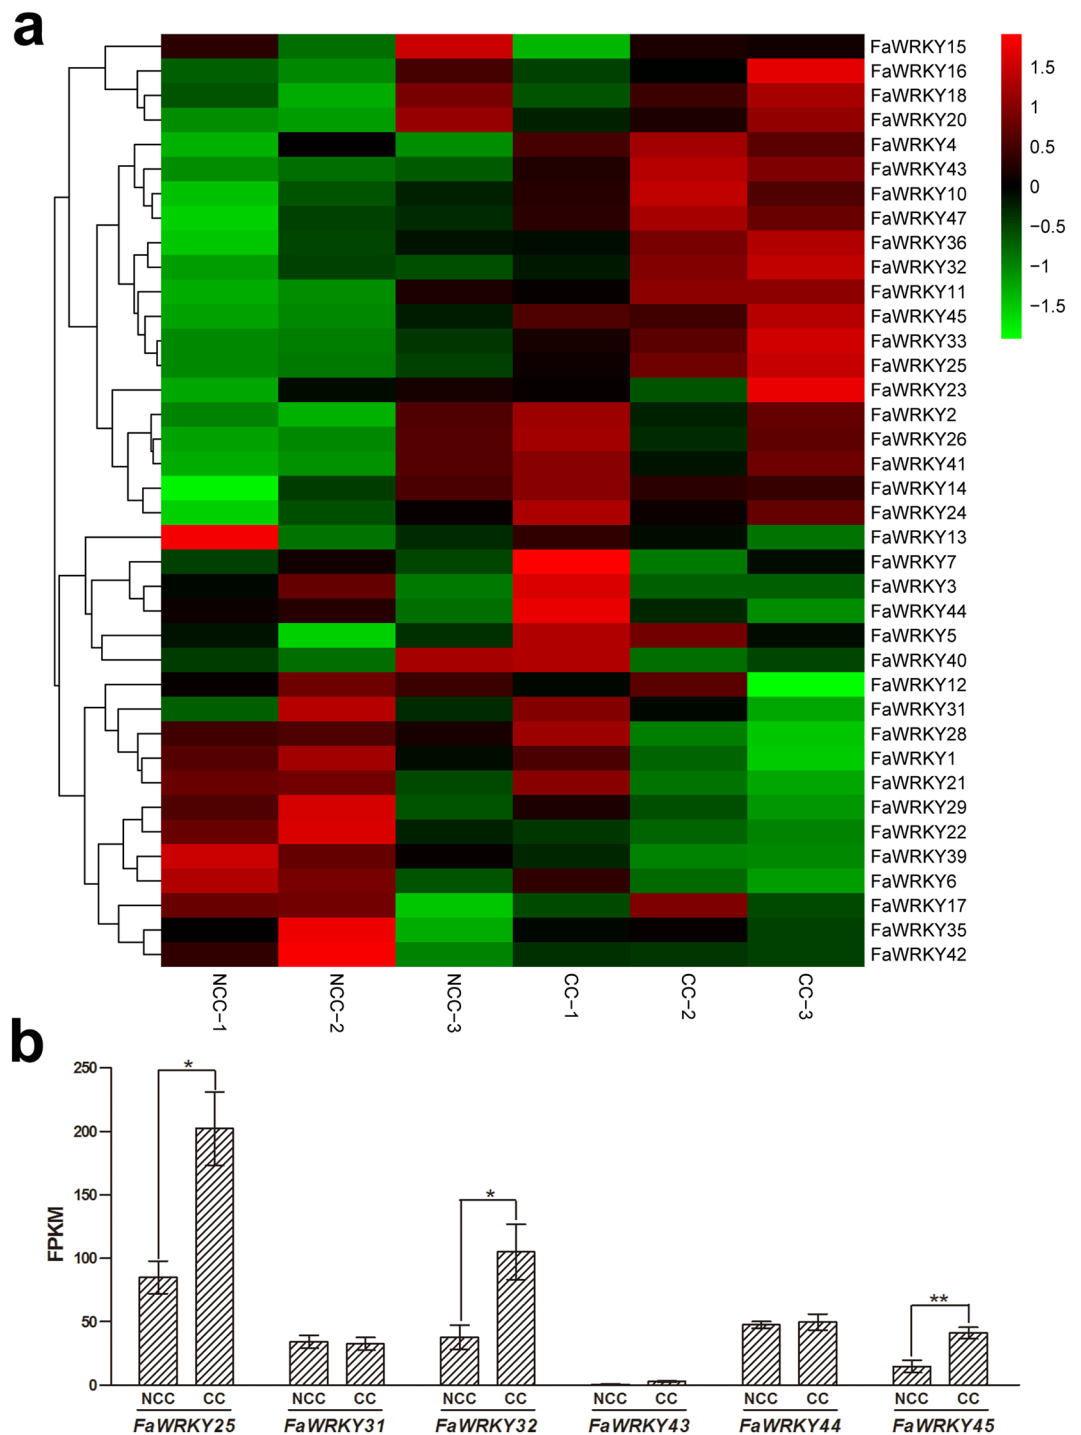 a
FaWRKY15
FaWRKY16
FaWRKY18
FaWRKY20
FaWRKY4
FaWRKY43
FaWRKY10
FaWRKY47
FaWRKY36
FaWRKY32
FaWRKY11
FaWRKY45
FaWRKY33
FaWRKY25
FaWRKY23
FaWRKY2
FaWRKY26
FaWRKY41
FaWRKY14
FaWRKY24
FaWRKY13
FaWRKY7
FaWRKY3
FaWRKY44
FaWRKY5
FaWRKY40
FaWRKY12
FaWRKY31
FaWRKY28
FaWRKY1
FaWRKY21
FaWRKY29
FaWRKY22
FaWRKY39
FaWRKY6
FaWRKY17
FaWRKY35
FaWRKY42
1.5
1
0.5
0
−0.5
−1
−1.5
NCC−1
NCC−2
NCC−3
CC−1
CC−2
CC−3
b
FPKM
250
200
150
100
50
0
*
*
**
NCC CC NCC CC NCC CC NCC CC NCC CC NCC CC
FaWRKY25 FaWRKY31 FaWRKY32 FaWRKY43 FaWRKY44 FaWRKY45